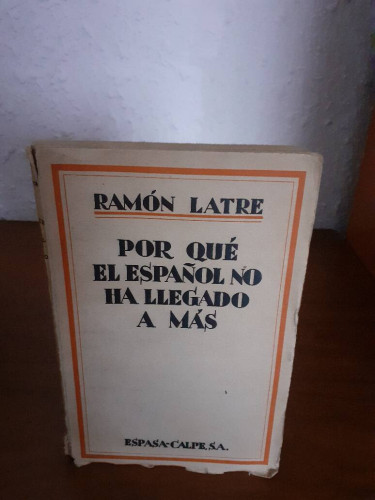 RAMÓN LATRE
POR QUÉ
EL ESPAÑOL NO
HA LLEGADO
A MÁS
ESPASA-CALPE, S.A.